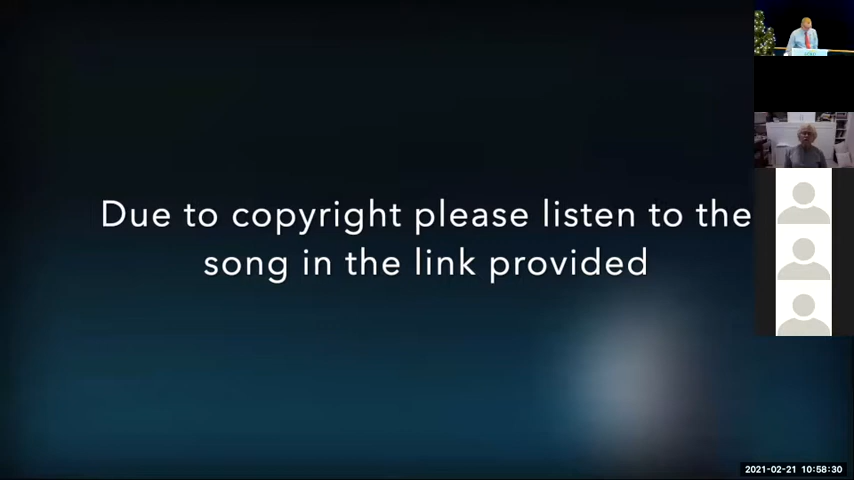 Due to copyright please listen to the
song in the link provided
2021-02-21 10:58:30